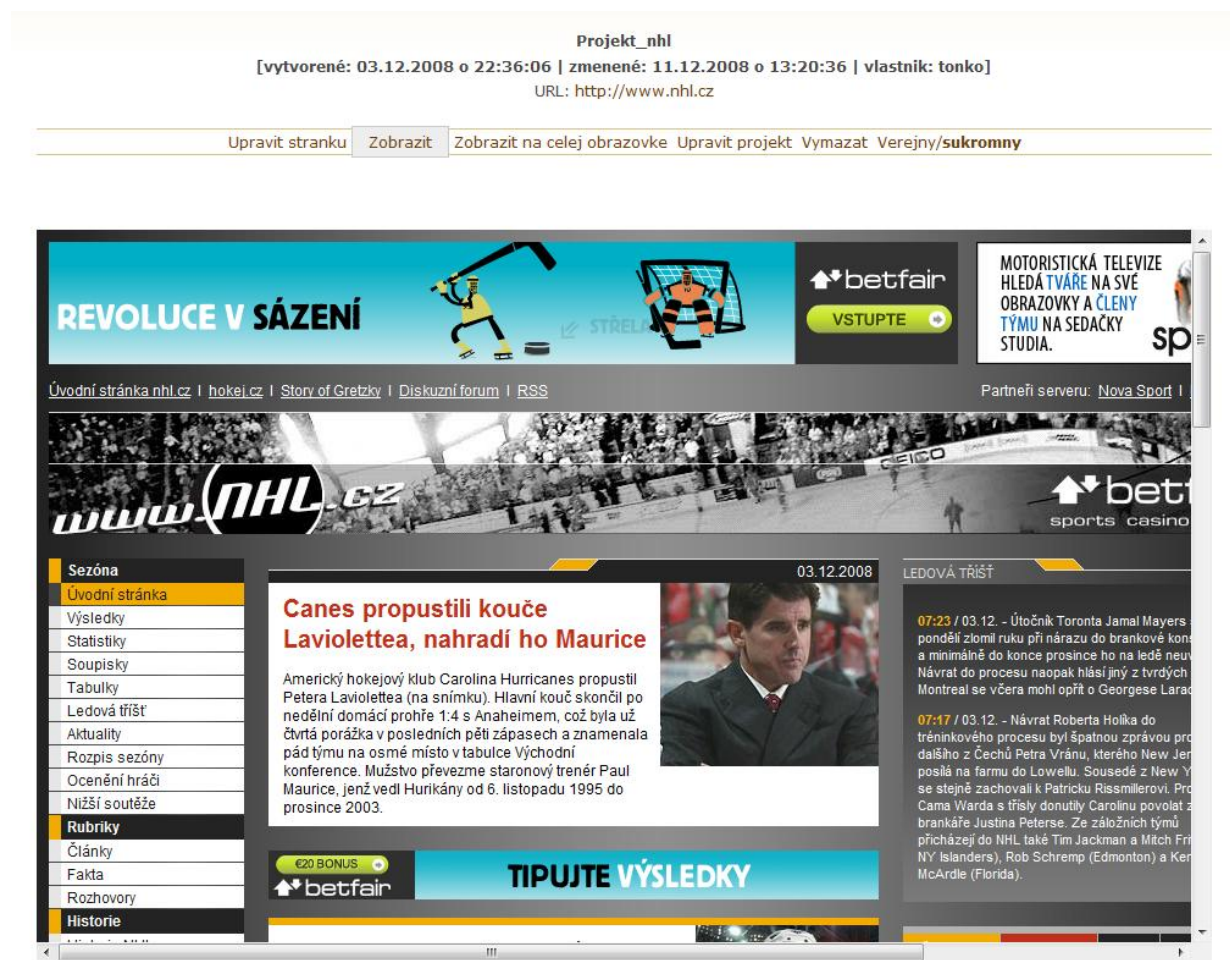 Projekt_nhl
[vytvorené: 03.12.2008 o 22:36:06 | zmenené: 11.12.2008 o 13:20:36 | vlastnik: tonko]
URL: http://www.nhl.cz
Upravit stranku Zobrazit Zobrazit na celej obrazovke Upravit projekt Vymazat Verejny/sukromny
REVOLUCE V SÁZENÍ
betfair
VSTUPTE
MOTORISTICKÁ TELEVIZE
HLEDÁ TVÁŘE NA SVÉ
OBRAZOVKY A ČLENY
TÝMU NA SEDAČKY
STUDIA.
Úvodní stránka nhl.cz | hokej.cz | Story of Gretzky | Diskuzní forum | RSS
Partneři serveru: Nova Sport |
GEICO
www.NHL.cz
sports casino
Sezóna
Úvodní stránka
Výsledky
Statistiky
Soupisky
Tabulky
Ledová tříšť
Aktuality
Rozpis sezóny
Ocenění hráči
Nižší soutěže
Rubriky
Články
Fakta
Rozhovory
Historie
03.12.2008
Canes propustili kouče
Laviolettea, nahradí ho Maurice
Americký hokejový klub Carolina Hurricanes propustil
Petera Laviolettea (na snímku). Hlavní kouč skončil po
nedělní domácí prohře 1:4 s Anaheimem, což byla už
čtvrtá porážka v posledních pěti zápasech a znamenala
pád týmu na osmé místo v tabulce Východní
konference. Mužstvo převezme staronový trenér Paul
Maurice, jenž vedl Hurikány od 6. listopadu 1995 do
prosince 2003.
€20 BONUS
betfair
TIPUJTE VÝSLEDKY
LEDOVÁ TŘÍŠŤ
07:23 / 03.12. - Útočník Toronta Jamal Mayers
pondělí zlomil ruku při nárazu do brankové
a minimálně do konce prosince ho na ledě
Návrat do procesu naopak hlásí jiný z tvrdých
Montreal se včera mohl opřít o Georgese
07:17 / 03.12. - Návrat Roberta Holíka do
tréninkového procesu byl špatnou zprávou pro
dalšího z Čechů Petra Vránu, kterého New
posílá na farmu do Lowellu. Sousedé z New
se stejně zachovali k Patricku Rissmillerovi.
Cama Warda s třísly donutily Carolinu povolat
brankáře Justina Peterse. Ze záložních týmů
přicházejí do NHL také Tim Jackman a Mitch
NY Islanders), Rob Schremp (Edmonton) a
McArdle (Florida).